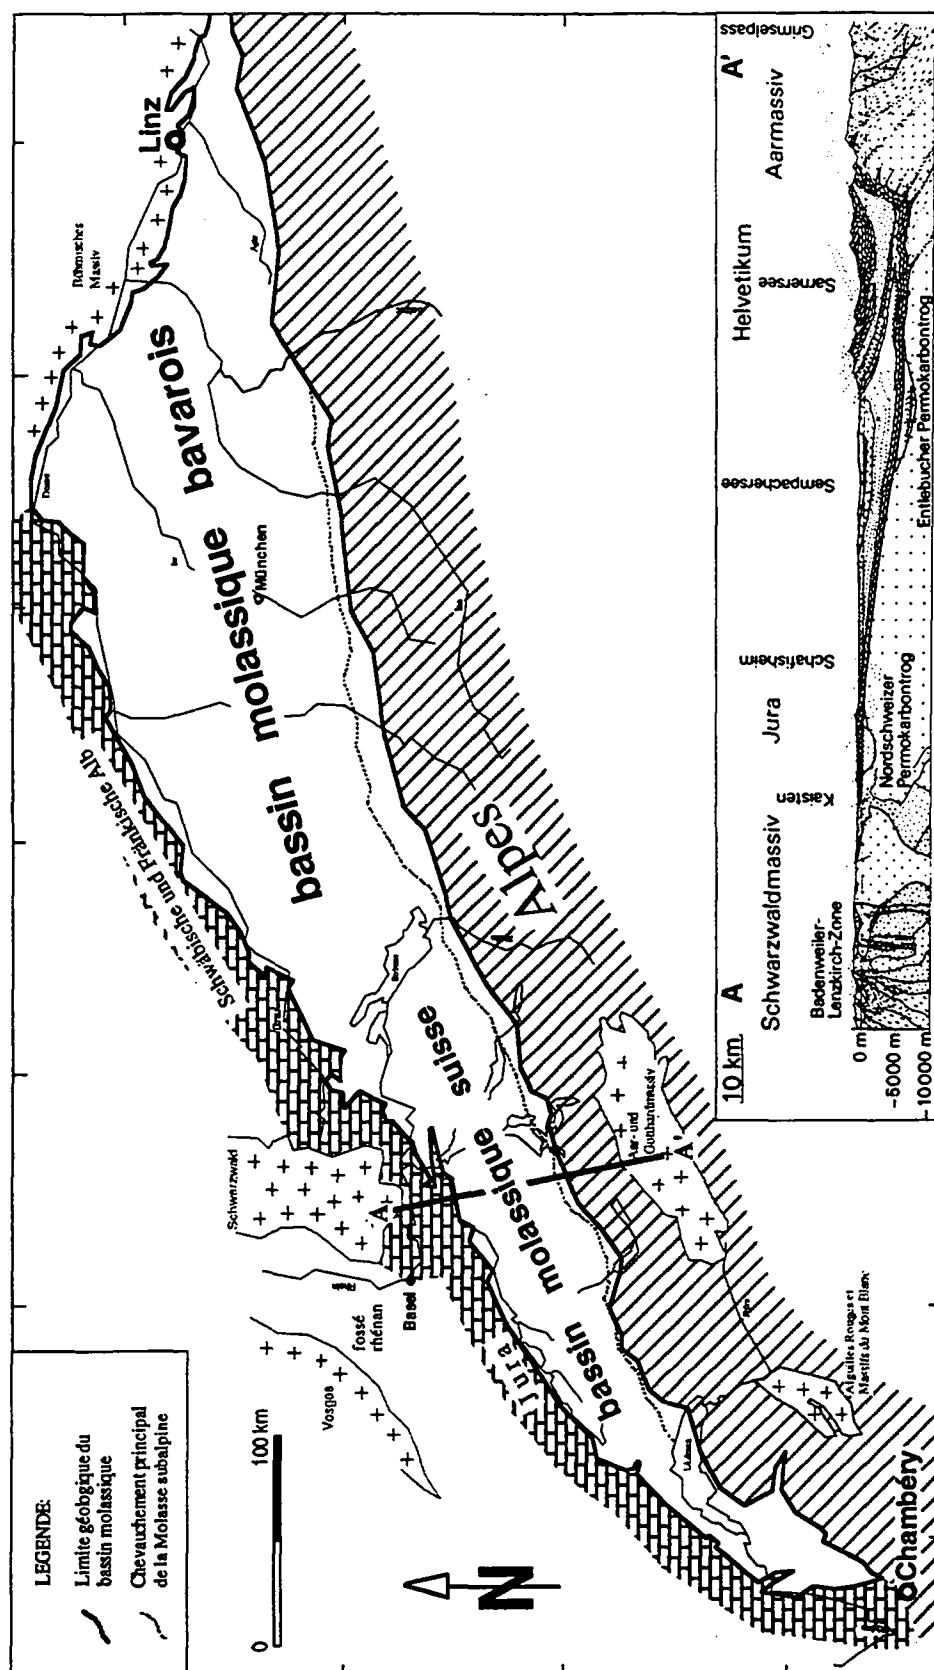 LEGENDE:
Limite géologique du
bassin molassique
Chevauchement principal
de la Molasse subalpine
0
100 km
N
Vosges
fossé
rhénan
Basel
Schwarzwald
Jura
Schwäbische und Fränkische Alb
Böhmisches
Massiv
Linz
bassin molassique bavarois
München
bassin molassique suisse
Alpes
A
A'
Aar- und
Gotthardmassiv
Aiguilles Rouges et
Massifs du Mont Blanc
Chambéry
10 km
A
A'
Schwarzwaldmassiv
Jura
Helvetikum
Aarmassiv
Badenweiler-
Lenzkirch-Zone
Kaisten
Schafisheim
Sempachersee
Sarnersee
Grimselpass
0 m
-5000 m
-10000 m
Nordschweizer
Permokarbontrog
Entlebucher Permokarbontrog